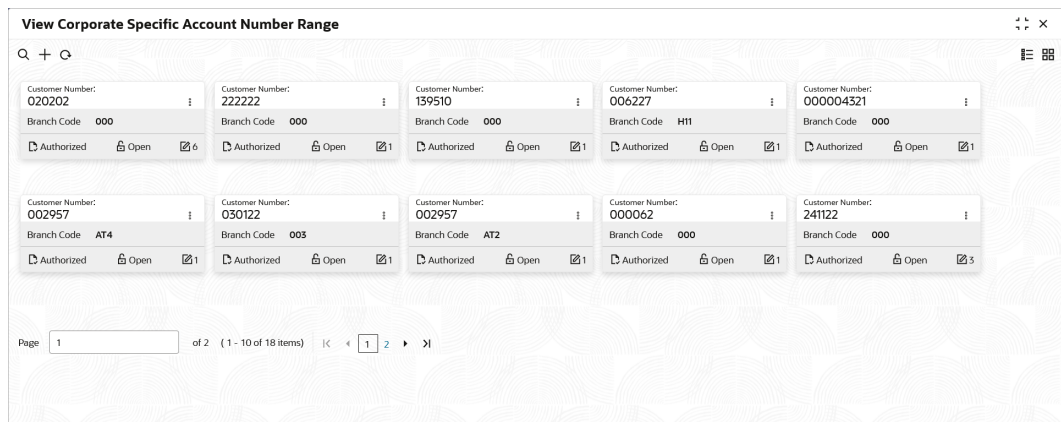 View Corporate Specific Account Number Range
Customer Number: Customer Number: Customer Number: Customer Number: Customer Number:
020202 222222 139510 006227 000004321
Branch Code 000 Branch Code 000 Branch Code 000 Branch Code H11 Branch Code 000
Authorized Open 6 Authorized Open 1 Authorized Open 1 Authorized Open 1 Authorized Open 1
Customer Number: Customer Number: Customer Number: Customer Number: Customer Number:
002957 030122 002957 000062 241122
Branch Code AT4 Branch Code 003 Branch Code AT2 Branch Code 000 Branch Code 000
Authorized Open 1 Authorized Open 1 Authorized Open 1 Authorized Open 1 Authorized Open 3
Page 1 of 2 (1 - 10 of 18 items) 1 2